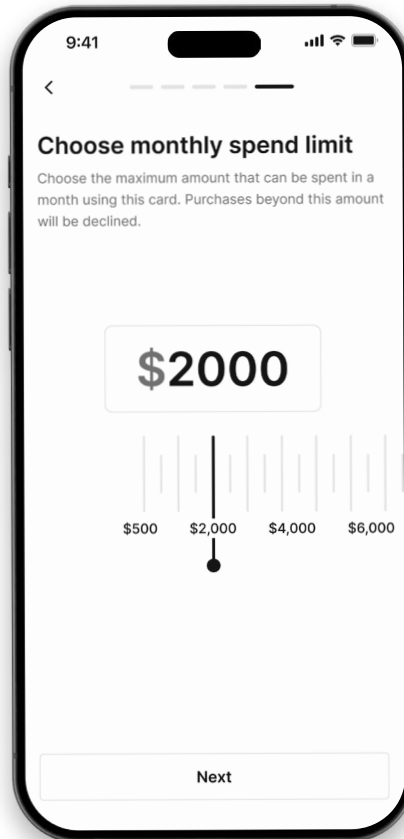 9:41
Choose monthly spend limit
Choose the maximum amount that can be spent in a
month using this card. Purchases beyond this amount
will be declined.
$2000
$500 $2,000 $4,000 $6,000
Next